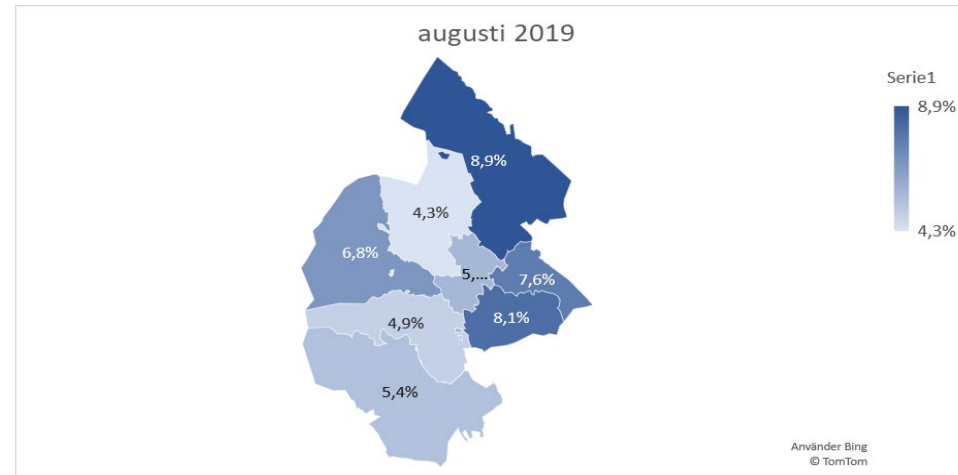 augusti 2019
Serie1
8,9%
4,3%
8,9%
4,3%
6,8%
5,...
7,6%
8,1%
4,9%
5,4%
Använder Bing
© TomTom